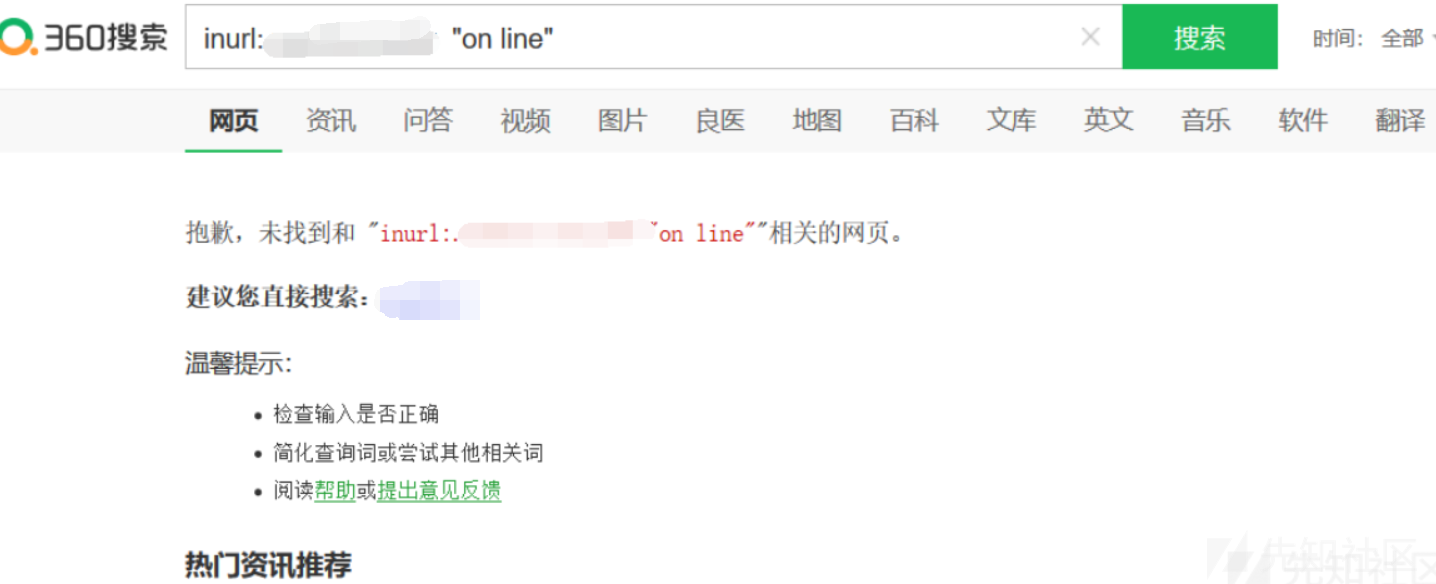 360搜索 inurl: "on line" × 搜索 时间： 全部
网页 资讯 问答 视频 图片 良医 地图 百科 文库 英文 音乐 软件 翻译
抱歉，未找到和 "inurl:. "on line""相关的网页。
建议您直接搜索：
温馨提示：
• 检查输入是否正确
• 简化查询词或尝试其他相关词
• 阅读帮助或提出意见反馈
热门资讯推荐
先知社区